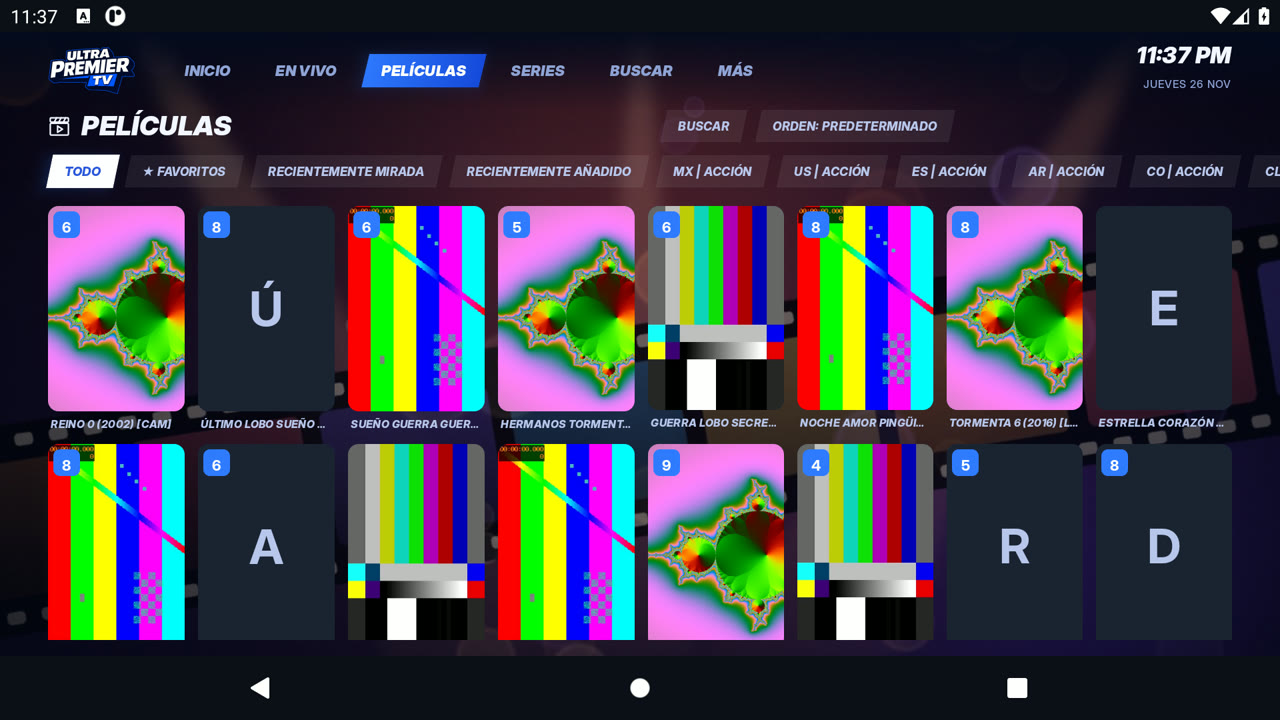 11:37
A
ULTRA
PREMIER
TV
INICIO
EN VIVO
PELÍCULAS
SERIES
BUSCAR
MÁS
11:37 PM
JUEVES 26 NOV
PELÍCULAS
BUSCAR
ORDEN: PREDETERMINADO
TODO
★ FAVORITOS
RECIENTEMENTE MIRADA
RECIENTEMENTE AÑADIDO
MX | ACCIÓN
US | ACCIÓN
ES | ACCIÓN
AR | ACCIÓN
CO | ACCIÓN
CL
6
8
6
5
6
8
8
Ú
E
REINO 0 (2002) [CAM]
ÚLTIMO LOBO SUEÑO ...
SUEÑO GUERRA GUER...
HERMANOS TORMENT...
GUERRA LOBO SECRE...
NOCHE AMOR PINGÜI...
TORMENTA 6 (2016) [L...
ESTRELLA CORAZÓN ...
8
6
9
4
5
8
A
R
D